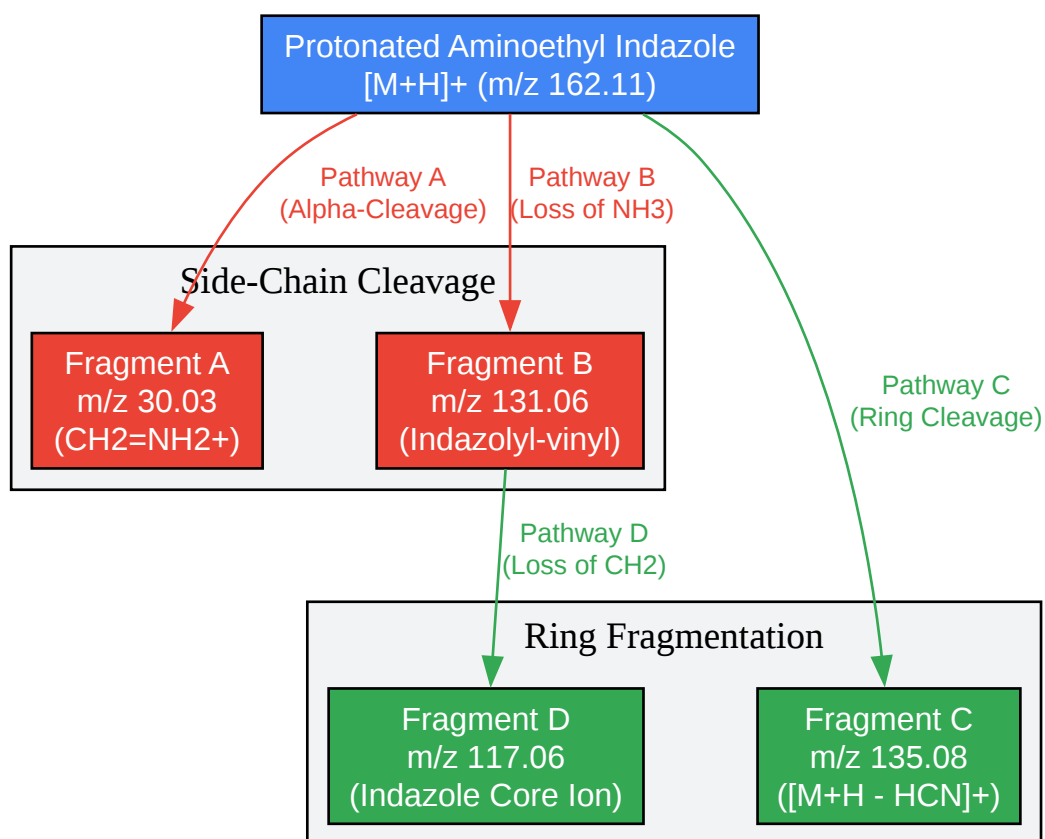 Protonated Aminoethyl Indazole
[M+H]+ (m/z 162.11)
Pathway A
(Alpha-Cleavage)
Pathway B
(Loss of NH3)
Side-Chain Cleavage
Fragment A
m/z 30.03
(CH2=NH2+)
Fragment B
m/z 131.06
(Indazolyl-vinyl)
Pathway C
(Ring Cleavage)
Pathway D
(Loss of CH2)
Ring Fragmentation
Fragment D
m/z 117.06
(Indazole Core Ion)
Fragment C
m/z 135.08
([M+H - HCN]+)